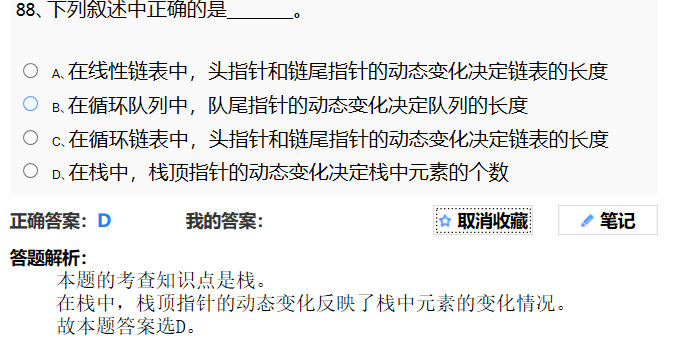 88、下列叙述中正确的是______。
A、在线性链表中，头指针和链尾指针的动态变化决定链表的长度
B、在循环队列中，队尾指针的动态变化决定队列的长度
C、在循环链表中，头指针和链尾指针的动态变化决定链表的长度
D、在栈中，栈顶指针的动态变化决定栈中元素的个数
正确答案： D 我的答案： 取消收藏 笔记
答题解析：
本题的考查知识点是栈。
在栈中，栈顶指针的动态变化反映了栈中元素的变化情况。
故本题答案选D。